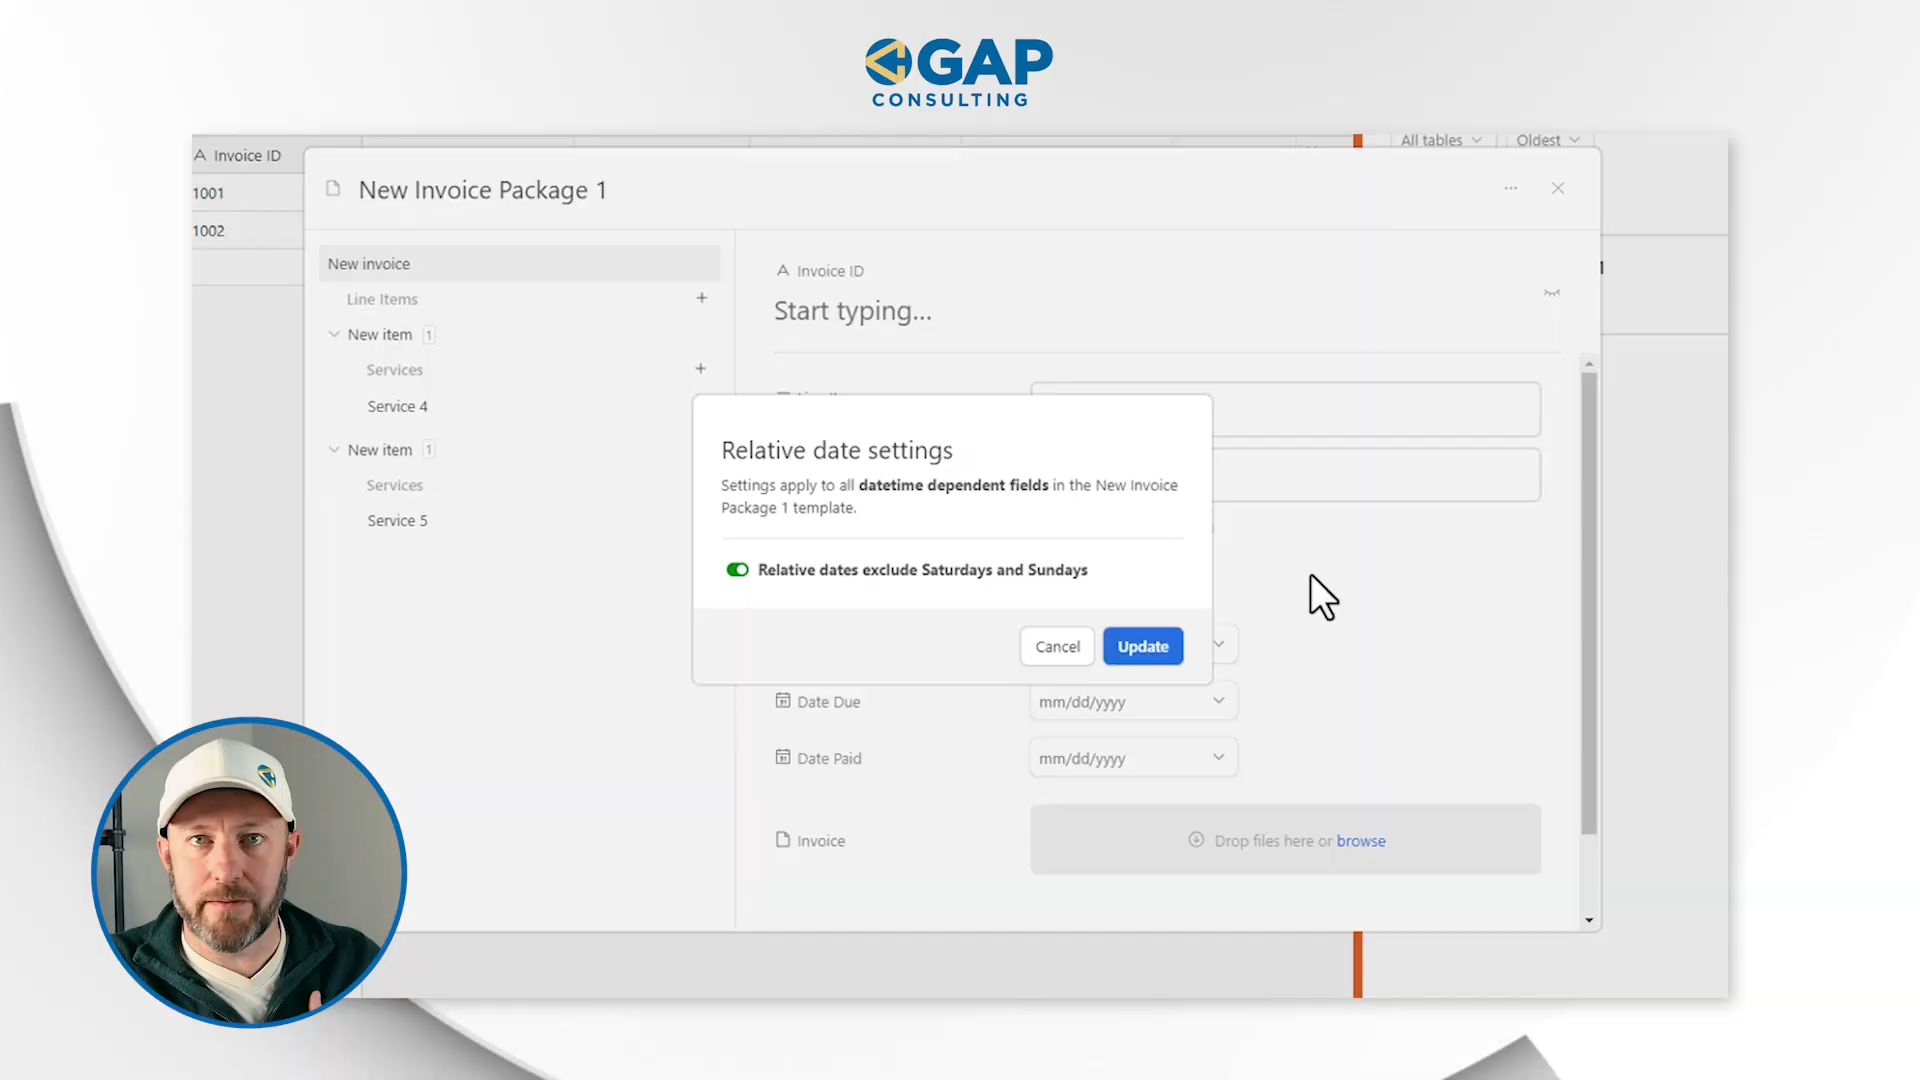 GAP
CONSULTING
All tables
Oldest
Invoice ID
1001
1002
New Invoice Package 1
New invoice
Line Items
New item 1
Services
Service 4
New item 1
Services
Service 5
Invoice ID
Start typing...
Relative date settings
Settings apply to all datetime dependent fields in the New Invoice
Package 1 template.
Relative dates exclude Saturdays and Sundays
Cancel
Update
Date Due
mm/dd/yyyy
Date Paid
mm/dd/yyyy
Invoice
Drop files here or browse